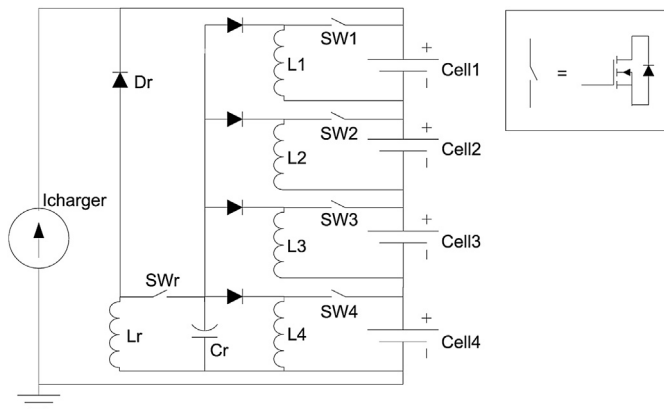 SW1
L1
+
Cell1
–
Dr
=
SW2
L2
+
Cell2
–
Icharger
SW3
L3
+
Cell3
–
SWr
Lr
Cr
SW4
L4
+
Cell4
–